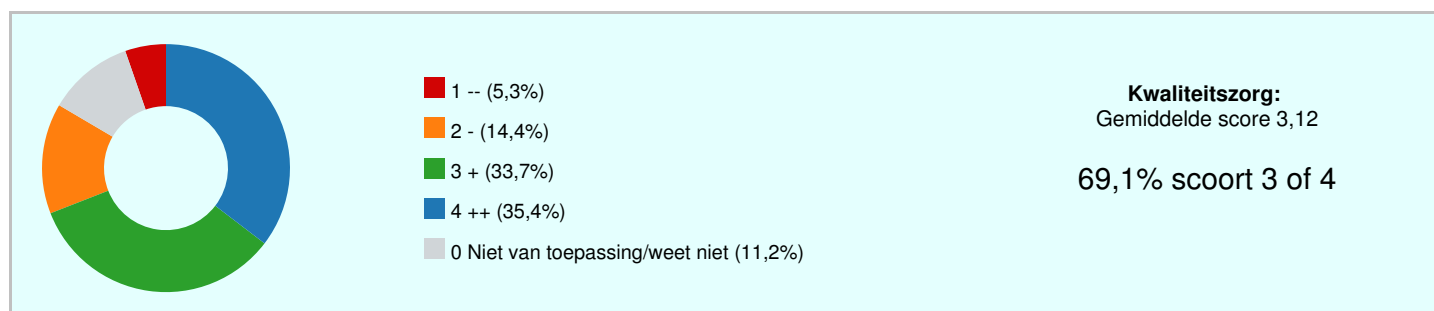 1 -- (5,3%)
2 - (14,4%)
3 + (33,7%)
4 ++ (35,4%)
0 Niet van toepassing/weet niet (11,2%)
Kwaliteitszorg:
Gemiddelde score 3,12
69,1% scoort 3 of 4